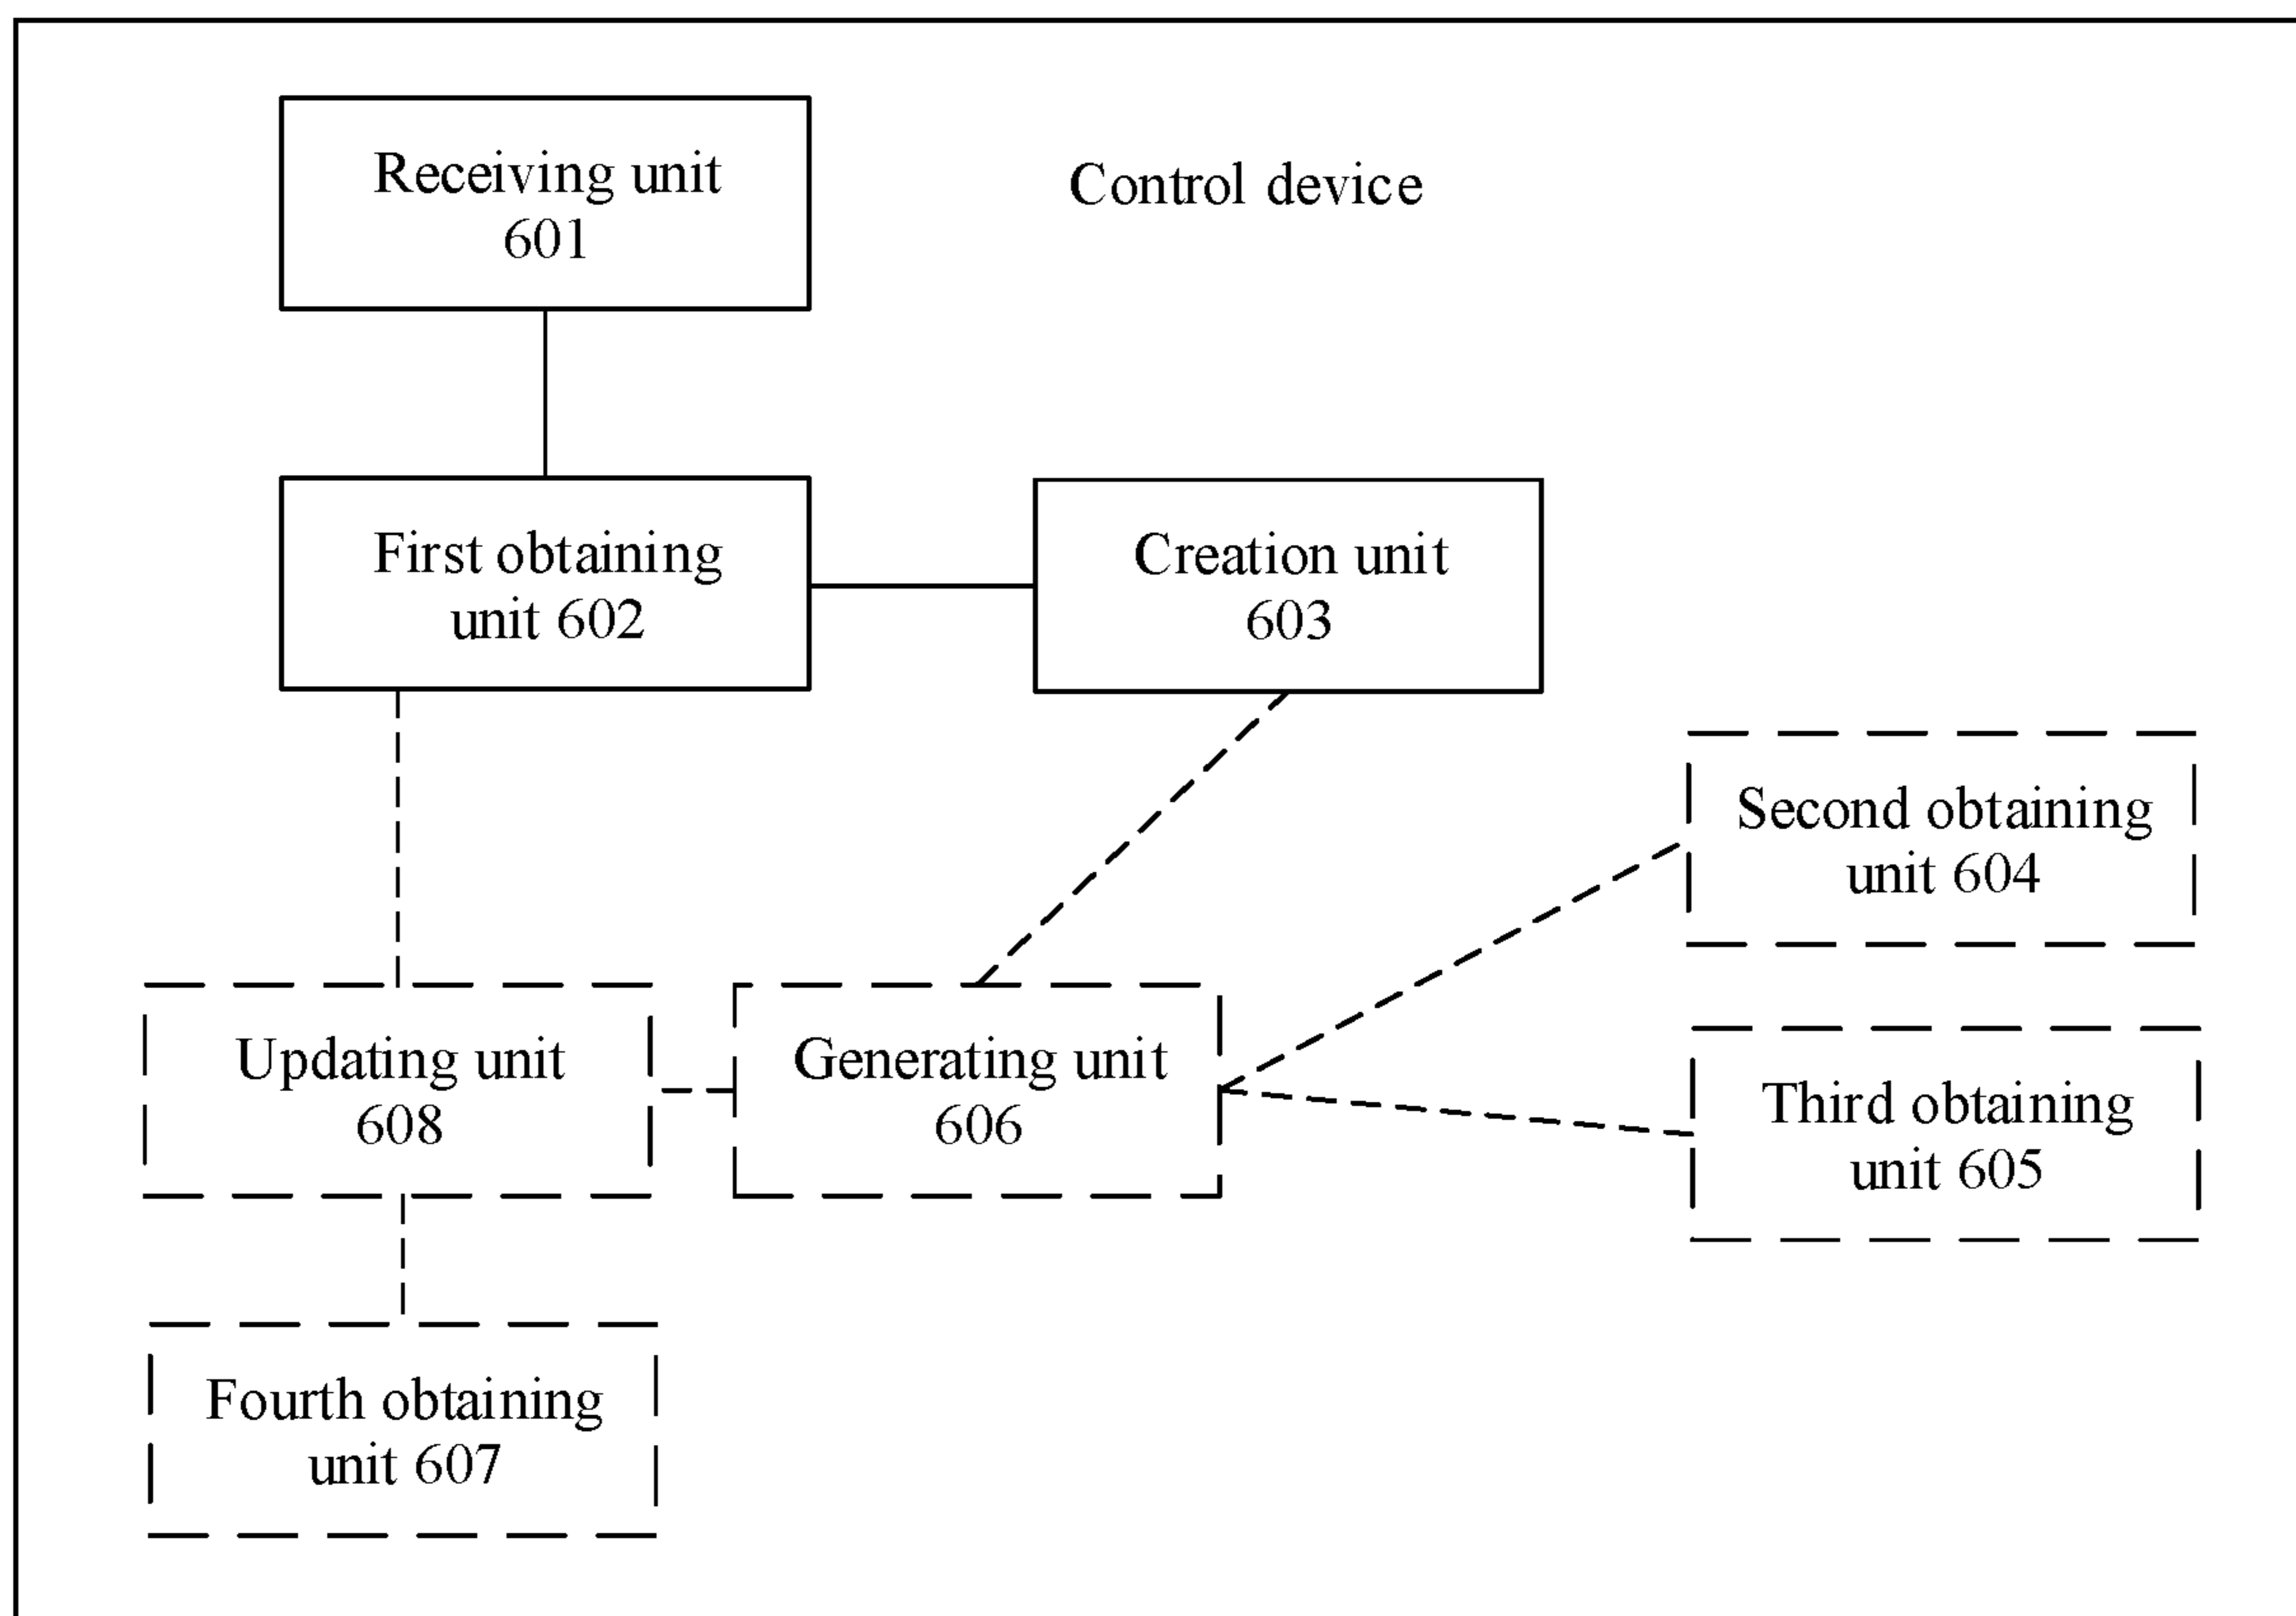 Receiving unit
601
Control device
First obtaining
unit 602
Creation unit
603
Second obtaining
unit 604
Updating unit
608
Generating unit
606
Third obtaining
unit 605
Fourth obtaining
unit 607